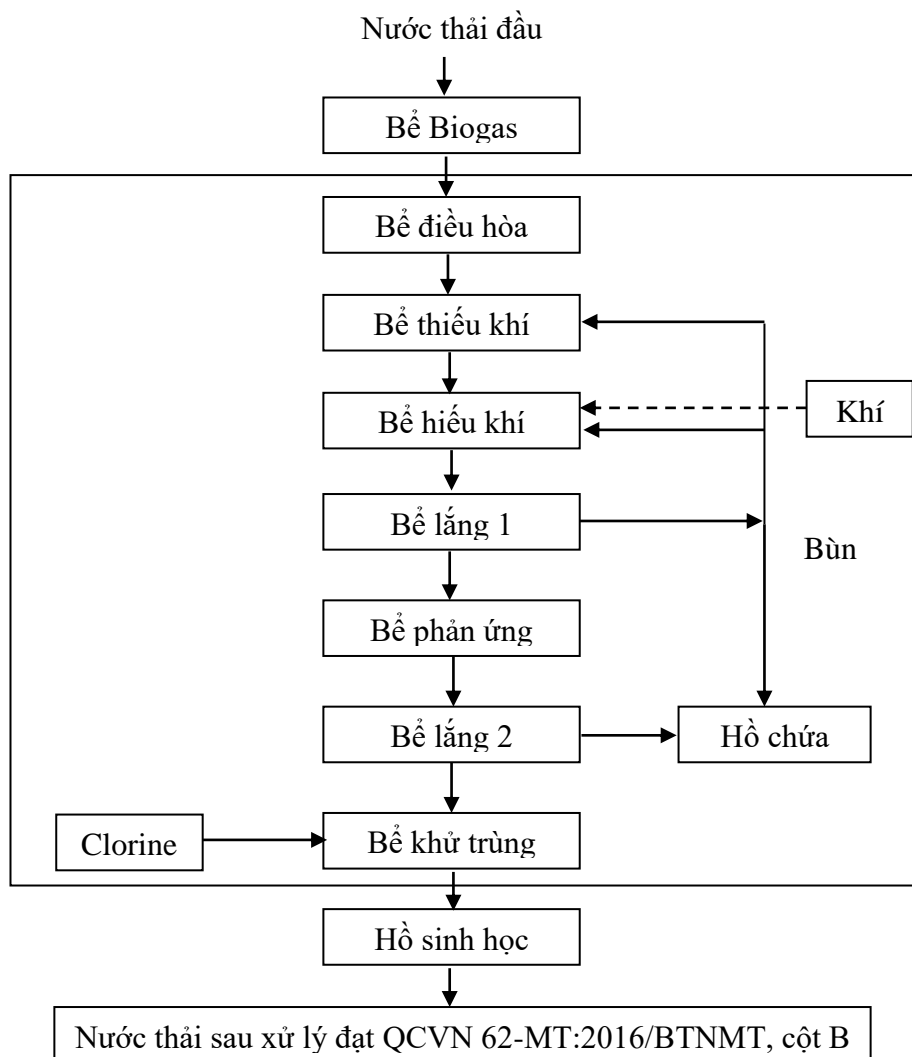 Nước thải đầu
Bể Biogas
Bể điều hòa
Bể thiếu khí
Bể hiếu khí
Khí
Bể lắng 1
Bùn
Bể phản ứng
Bể lắng 2
Hồ chứa
Clorine
Bể khử trùng
Hồ sinh học
Nước thải sau xử lý đạt QCVN 62-MT:2016/BTNMT, cột B